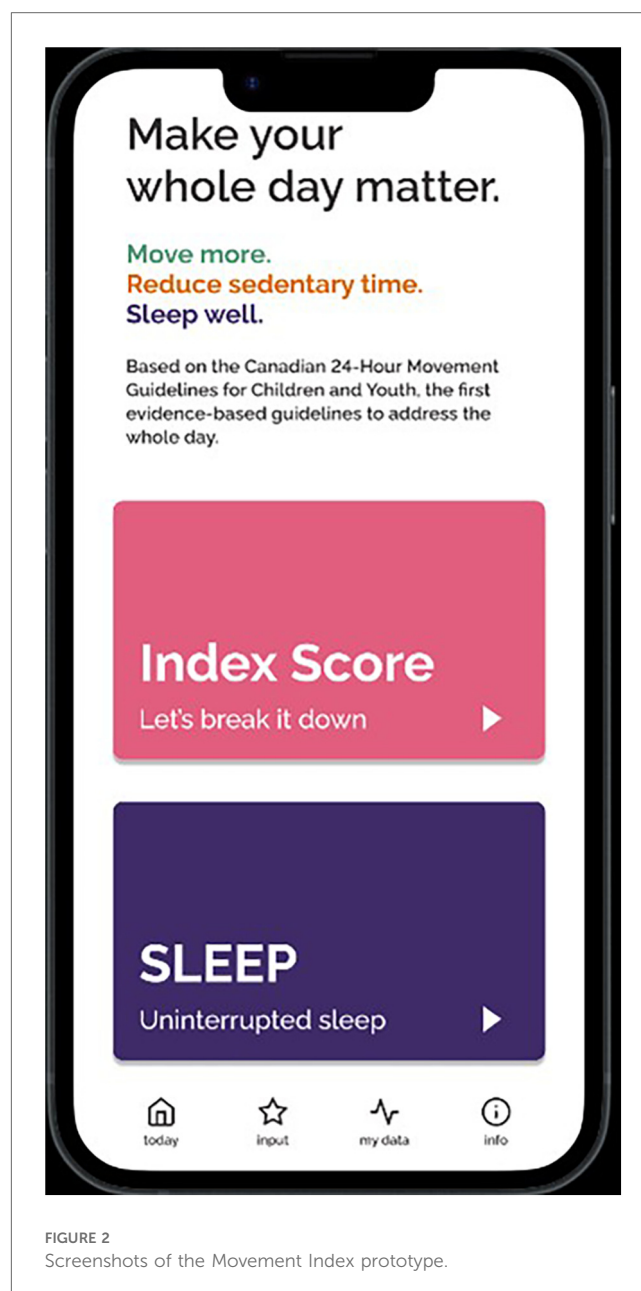 Make your
whole day matter.
Move more.
Reduce sedentary time.
Sleep well.
Based on the Canadian 24-Hour Movement
Guidelines for Children and Youth, the first
evidence-based guidelines to address the
whole day.
Index Score
Let's break it down
SLEEP
Uninterrupted sleep
today input my data info
FIGURE 2
Screenshots of the Movement Index prototype.